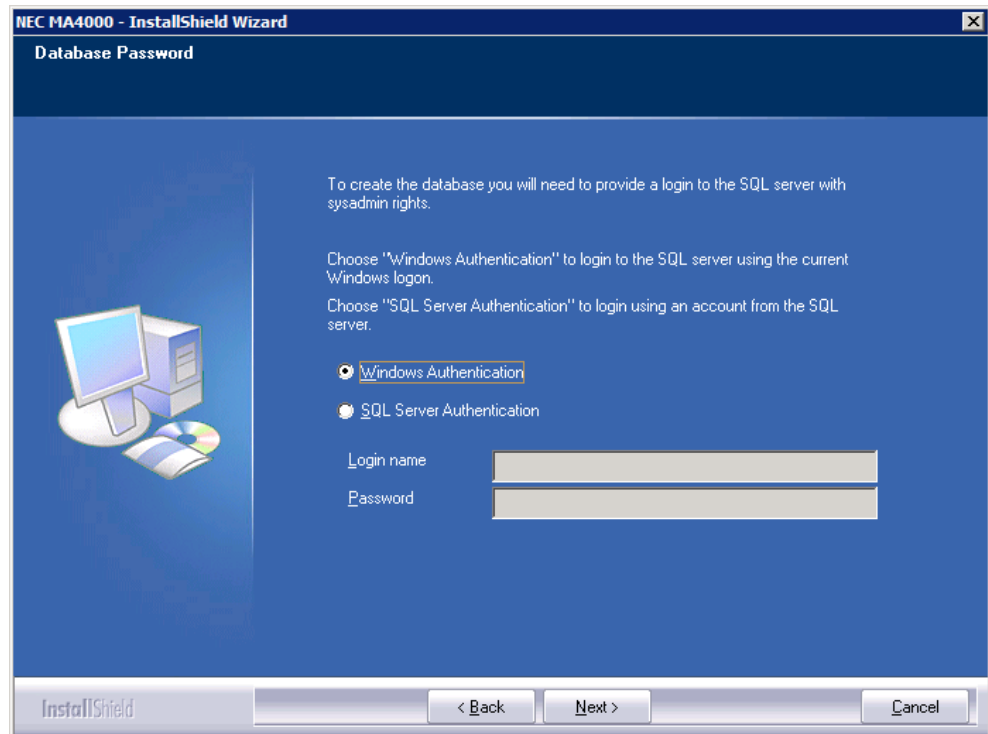 NEC MA4000 - InstallShield Wizard
Database Password
To create the database you will need to provide a login to the SQL server with
sysadmin rights.
Choose "Windows Authentication" to login to the SQL server using the current
Windows logon.
Choose "SQL Server Authentication" to login using an account from the SQL
server.
Windows Authentication
SQL Server Authentication
Login name
Password
InstallShield
< Back
Next >
Cancel